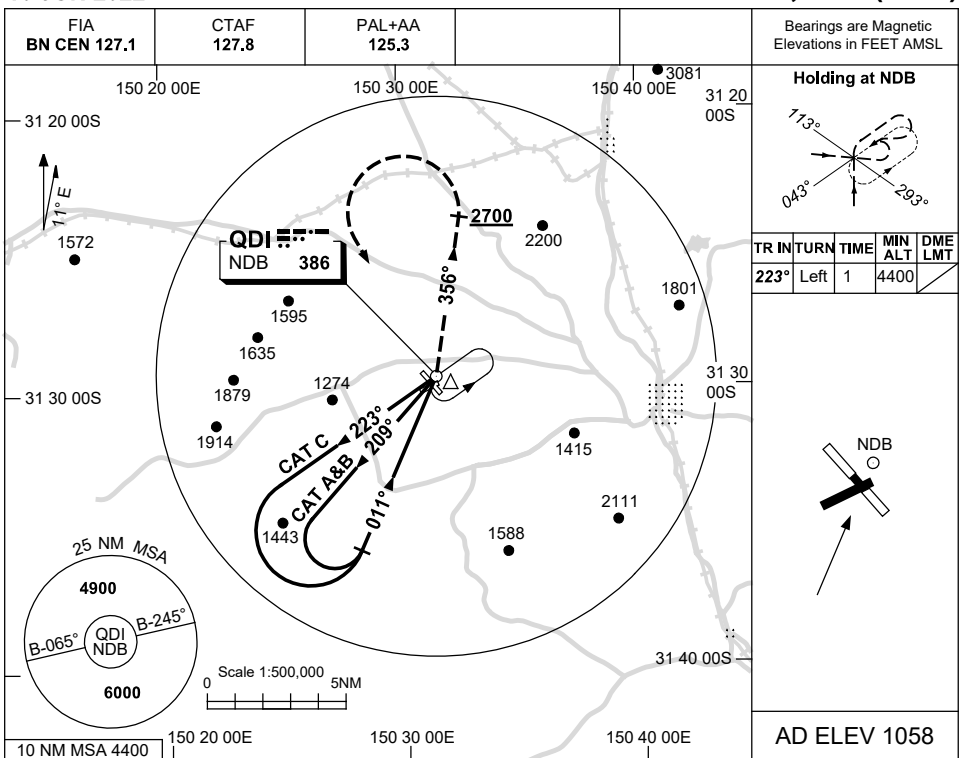 FIA
BN CEN 127.1
CTAF
127.8
PAL+AA
125.3
Bearings are Magnetic
Elevations in FEET AMSL
150 20 00E
150 30 00E
150 40 00E
3081
31 20
00S
31 20 00S
11° E
1572
QDI
NDB 386
2700
2200
356°
1595
1635
1801
1879
1274
31 30
00S
31 30 00S
1914
CAT C 223°
CAT A&B 209°
011°
1415
1443
2111
1588
25 NM MSA
4900
B-065°
QDI
NDB
B-245°
6000
Scale 1:500,000
0 5NM
31 40 00S
10 NM MSA 4400
150 20 00E
150 30 00E
150 40 00E
Holding at NDB
113°
043°
293°
TR IN TURN TIME MIN ALT DME LMT
223° Left 1 4400
NDB
AD ELEV 1058